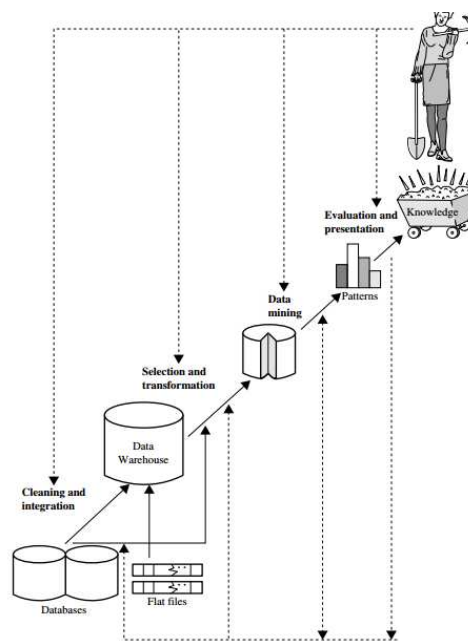 Knowledge
Evaluation and
presentation
Patterns
Data
mining
Selection and
transformation
Data
Warehouse
Cleaning and
integration
Databases
Flat files